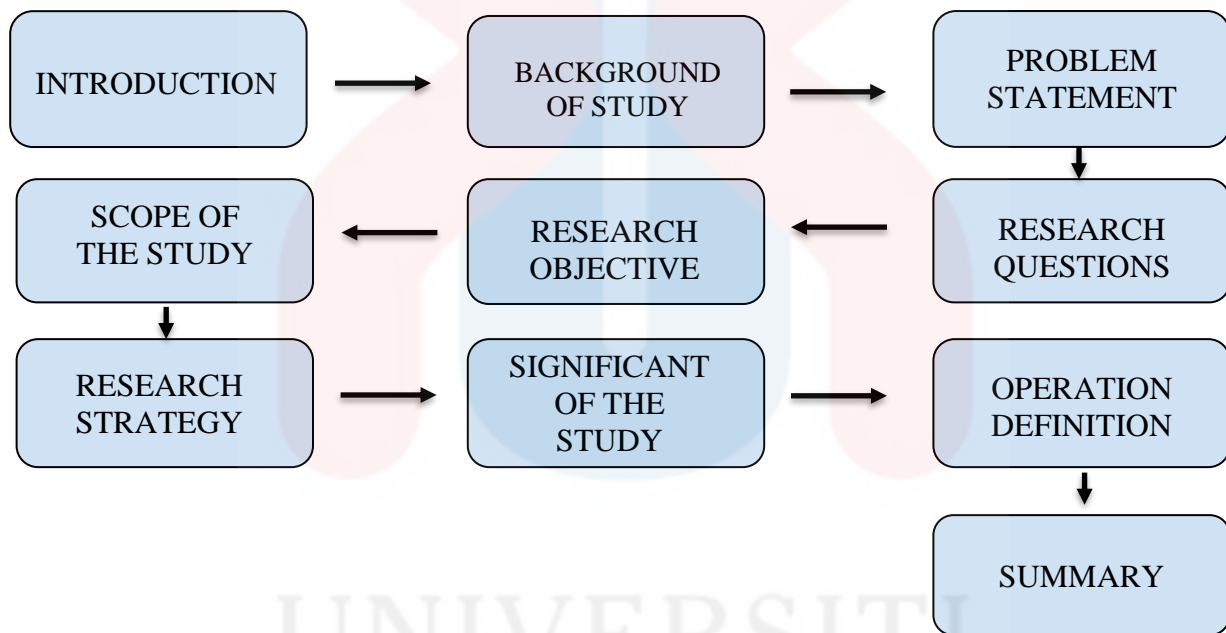 INTRODUCTION
BACKGROUND
OF STUDY
PROBLEM
STATEMENT
SCOPE OF
THE STUDY
RESEARCH
OBJECTIVE
RESEARCH
QUESTIONS
RESEARCH
STRATEGY
SIGNIFICANT
OF THE
STUDY
OPERATION
DEFINITION
SUMMARY
UNIVERSITI